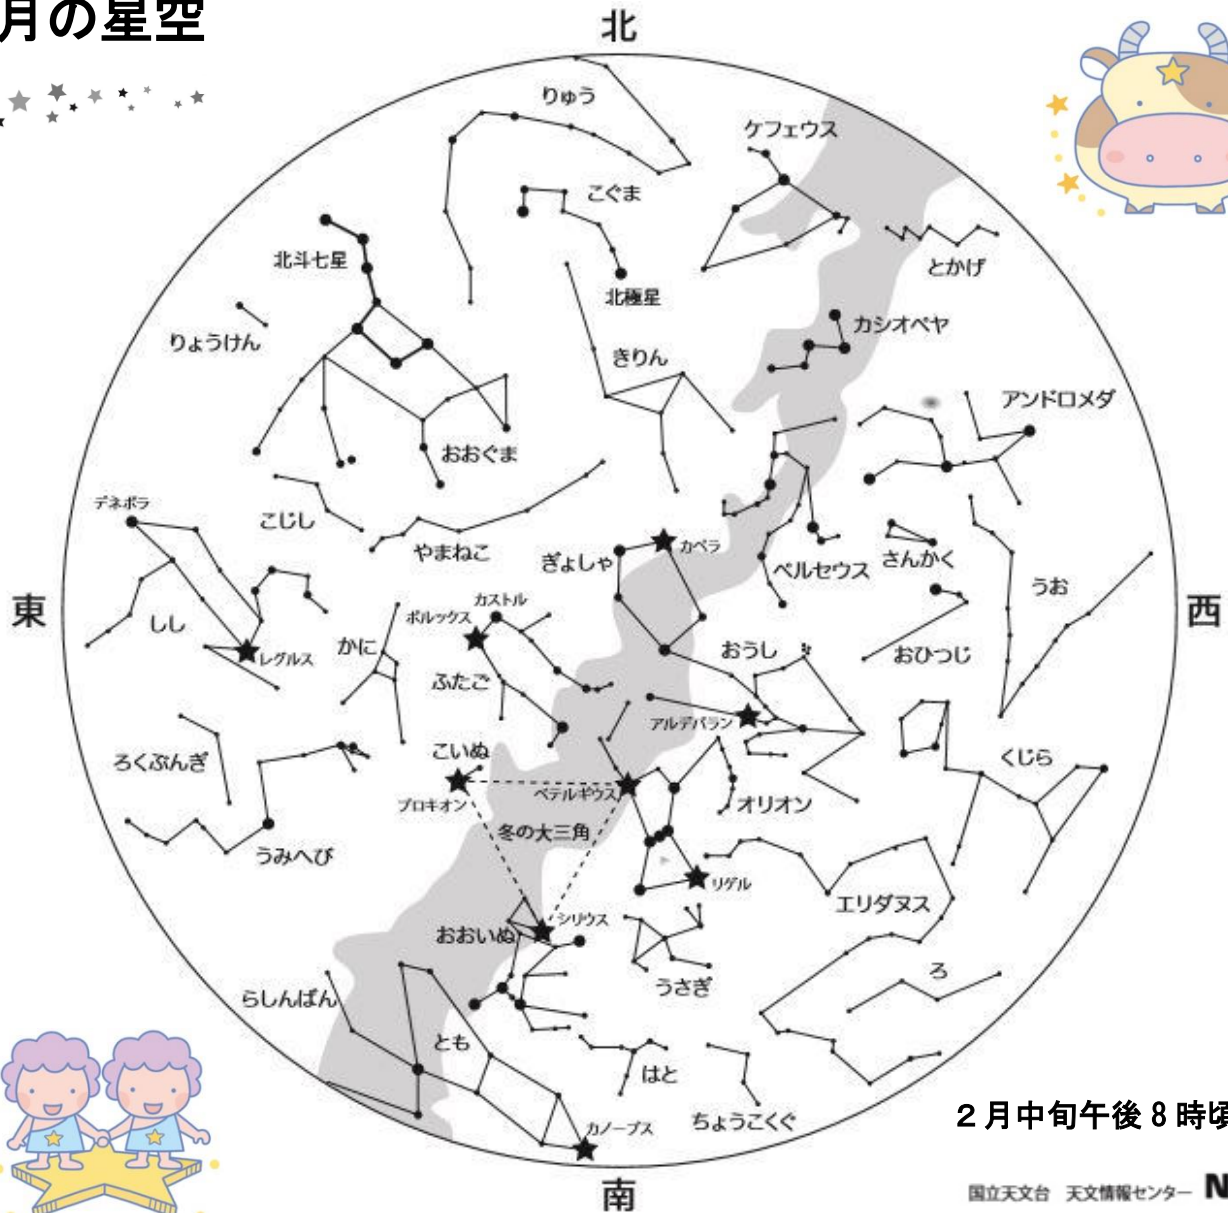 月の星空
北
りゅう
ケフェウス
こぐま
北斗七星
とかげ
北極星
カシオペヤ
りょうけん
きりん
アンドロメダ
おおぐま
デネボラ
こじし
やまねこ
ぎょしゃ
カペラ
ペルセウス
さんかく
うお
東
西
しし
カストル
ポルックス
レグルス
かに
おうし
おひつじ
ふたご
アルデバラン
ろくぶんぎ
こいぬ
くじら
プロキオン
ベテルギウス
オリオン
冬の大三角
うみへび
リゲル
エリダヌス
シリウス
おおいぬ
うさぎ
ろ
らしんばん
とも
はと
ちょうこくぐ
カノープス
２月中旬午後８時頃
南
国立天文台 天文情報センター N